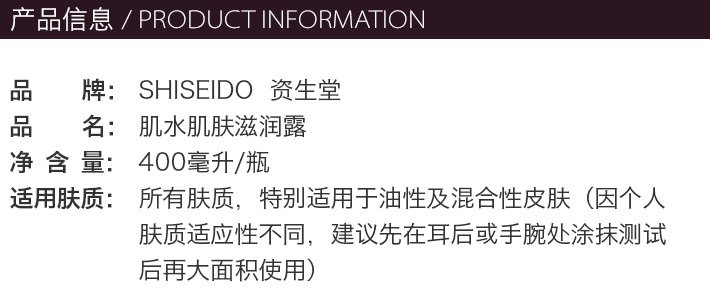 产品信息 / PRODUCT INFORMATION
品　　牌： SHISEIDO 资生堂
品　　名： 肌水肌肤滋润露
净 含 量： 400毫升/瓶
适用肤质： 所有肤质，特别适用于油性及混合性皮肤（因个人
肤质适应性不同，建议先在耳后或手腕处涂抹测试
后再大面积使用）